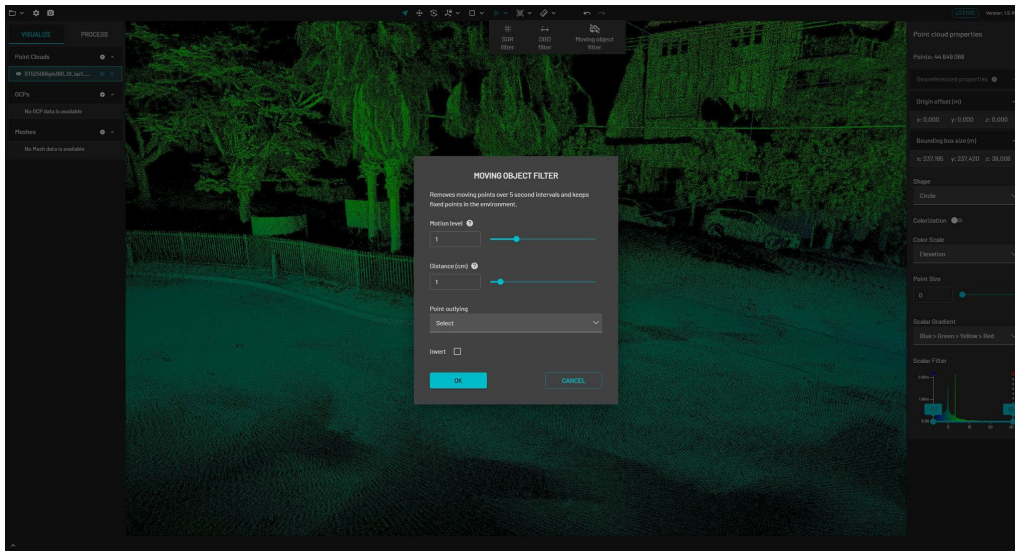 LICENSE
VISUALIZE PROCESS
SOR filter
DBO filter
Moving object filter
Point Clouds
GCPs
No GCP data is available
Meshes
No Mesh data is available
MOVING OBJECT FILTER
Removes moving points over 5 second intervals and keeps
fixed points in the environment.
Motion level ?
1
Distance (cm) ?
1
Point outlying
Select
Invert
OK CANCEL
Point cloud properties
Points: 44 648 068
Georeferenced properties
Origin offset (m)
x: 0,000 y: 0,000 z: 0,000
Bounding box size (m)
x: 237,195 y: 237,420 z: 38,008
Shape
Circle
Colorization
Color Scale
Elevation
Point Size
0
Scalar Gradient
Blue > Green > Yellow > Red
Scalar Filter